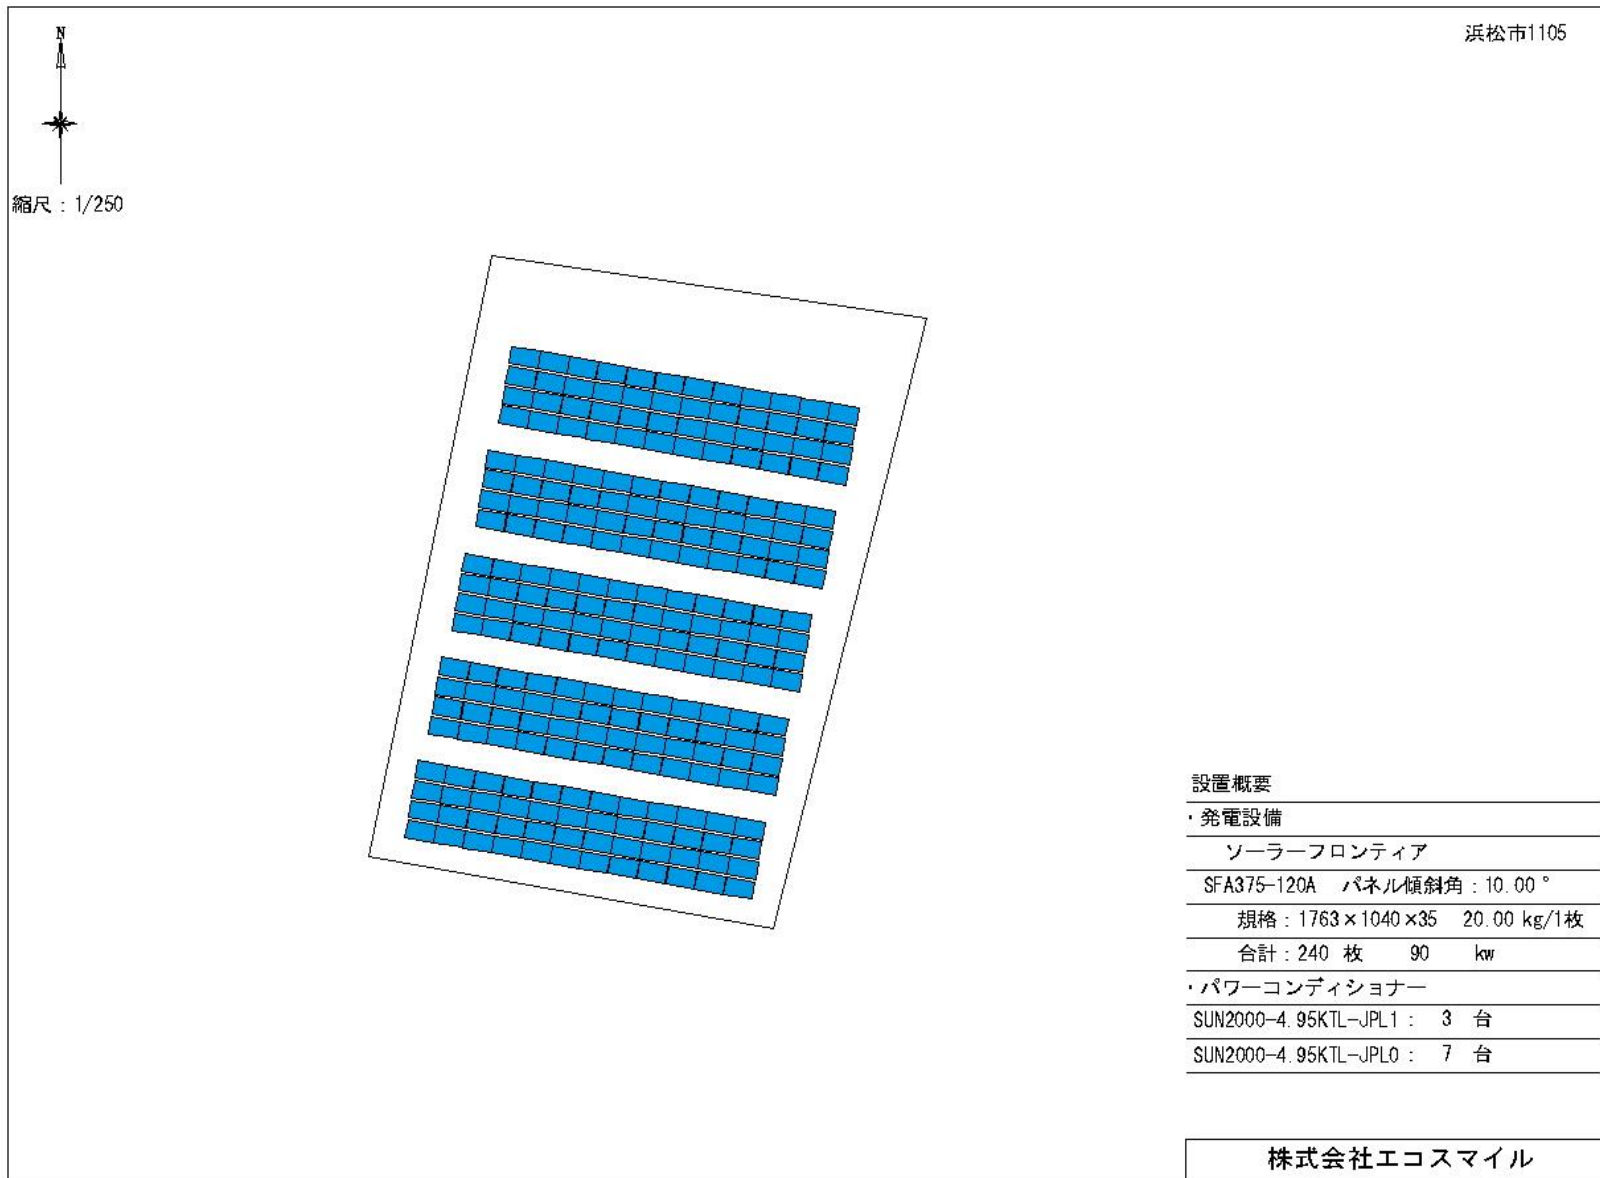 N
浜松市1105
縮尺：1/250
設置概要
・発電設備
ソーラーフロンティア
SFA375-120A パネル傾斜角：10.00°
規格：1763×1040×35 20.00 kg/1枚
合計：240 枚 90 kw
・パワーコンディショナー
SUN2000-4.95KTL-JPL1： 3 台
SUN2000-4.95KTL-JPL0： 7 台
株式会社エコスマイル